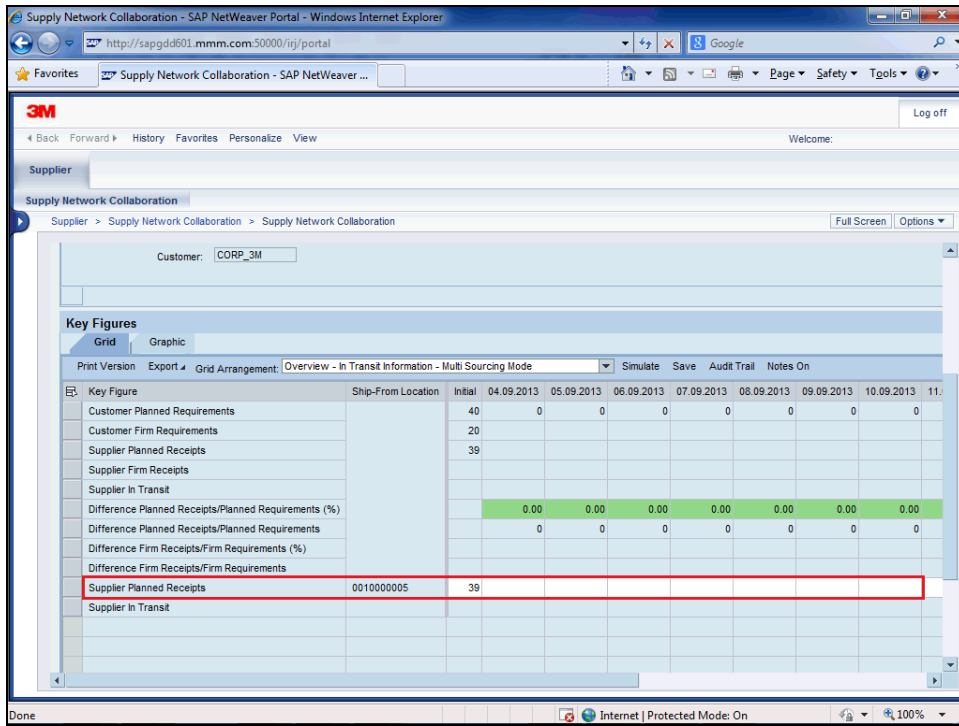 Supply Network Collaboration - SAP NetWeaver Portal - Windows Internet Explorer
http://sapgdd601.mmm.com:50000/irj/portal Google
Favorites Supply Network Collaboration - SAP NetWeaver ... Page Safety Tools
3M Log off
Back Forward History Favorites Personalize View Welcome:
Supplier
Supply Network Collaboration
Supplier > Supply Network Collaboration > Supply Network Collaboration Full Screen Options
Customer: CORP_3M
Key Figures
Grid Graphic
Print Version Export Grid Arrangement: Overview - In Transit Information - Multi Sourcing Mode Simulate Save Audit Trail Notes On
Key Figure Ship-From Location Initial 04.09.2013 05.09.2013 06.09.2013 07.09.2013 08.09.2013 09.09.2013 10.09.2013 11.
Customer Planned Requirements 40 0 0 0 0 0 0 0
Customer Firm Requirements 20
Supplier Planned Receipts 39
Supplier Firm Receipts
Supplier In Transit
Difference Planned Receipts/Planned Requirements (%) 0.00 0.00 0.00 0.00 0.00 0.00 0.00
Difference Planned Receipts/Planned Requirements 0 0 0 0 0 0 0
Difference Firm Receipts/Firm Requirements (%)
Difference Firm Receipts/Firm Requirements
Supplier Planned Receipts 0010000005 39
Supplier In Transit
Done Internet | Protected Mode: On 100%